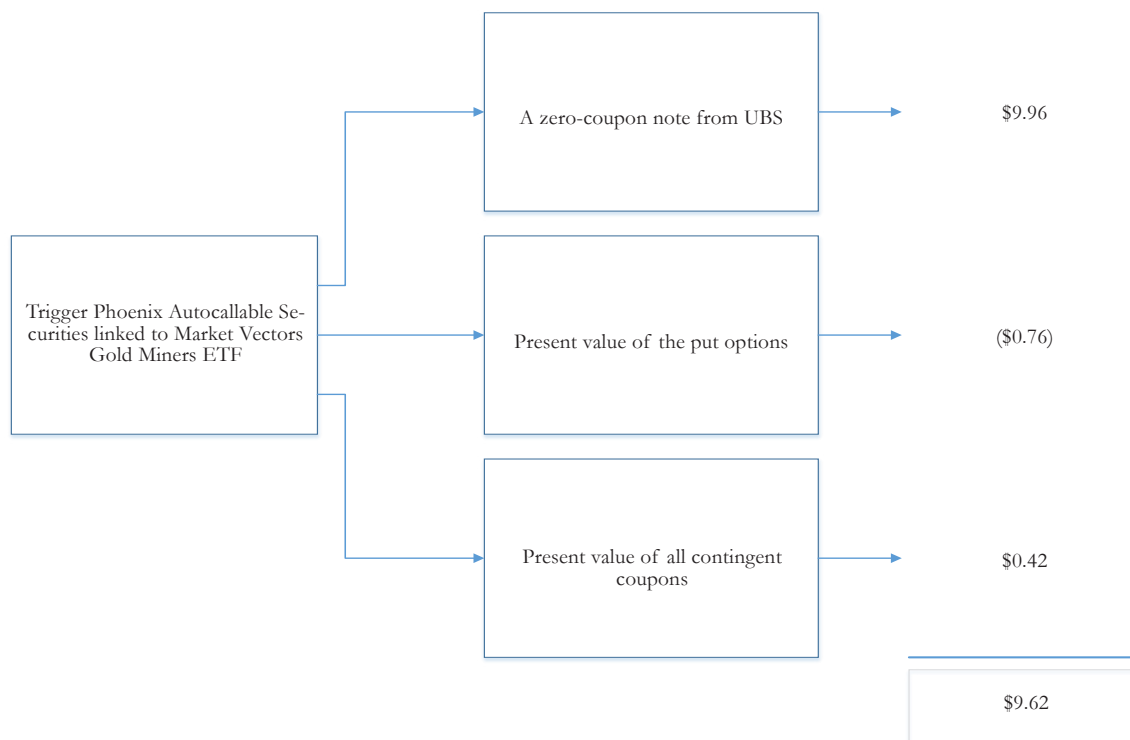 A zero-coupon note from UBS
$9.96
Trigger Phoenix Autocallable Se-
curities linked to Market Vectors
Gold Miners ETF
Present value of the put options
($0.76)
Present value of all contingent
coupons
$0.42
$9.62